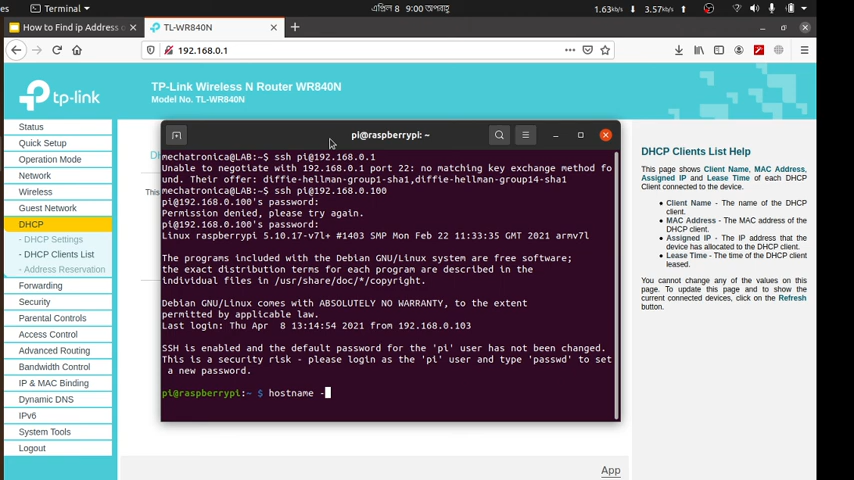 es
Terminal
এপ্রিল 8 9:00 অপরাহ্ণ
1.63kb/s
3.57kb/s
How to Find ip Address o
TL-WR840N
192.168.0.1
tp-link
TP-Link Wireless N Router WR840N
Model No. TL-WR840N
Status
Quick Setup
Operation Mode
Network
Wireless
Guest Network
DHCP
- DHCP Settings
- DHCP Clients List
- Address Reservation
Forwarding
Security
Parental Controls
Access Control
Advanced Routing
Bandwidth Control
IP & MAC Binding
Dynamic DNS
IPv6
System Tools
Logout
This
pi@raspberrypi: ~
mechatronica@LAB:~$ ssh pi@192.168.0.1
Unable to negotiate with 192.168.0.1 port 22: no matching key exchange method fo
und. Their offer: diffie-hellman-group1-sha1,diffie-hellman-group14-sha1
mechatronica@LAB:~$ ssh pi@192.168.0.100
pi@192.168.0.100's password:
Permission denied, please try again.
pi@192.168.0.100's password:
Linux raspberrypi 5.10.17-v7l+ #1403 SMP Mon Feb 22 11:33:35 GMT 2021 armv7l
The programs included with the Debian GNU/Linux system are free software;
the exact distribution terms for each program are described in the
individual files in /usr/share/doc/*/copyright.
Debian GNU/Linux comes with ABSOLUTELY NO WARRANTY, to the extent
permitted by applicable law.
Last login: Thu Apr  8 13:14:54 2021 from 192.168.0.103
SSH is enabled and the default password for the 'pi' user has not been changed.
This is a security risk - please login as the 'pi' user and type 'passwd' to set
 a new password.
pi@raspberrypi:~ $ hostname -
DHCP Clients List Help
This page shows Client Name, MAC Address,
Assigned IP and Lease Time of each DHCP
Client connected to the device.
Client Name - The name of the DHCP
client.
MAC Address - The MAC address of the
DHCP client.
Assigned IP - The IP address that the
device has allocated to the DHCP client.
Lease Time - The time of the DHCP client
leased.
You cannot change any of the values on this
page. To update this page and to show the
current connected devices, click on the Refresh
button.
App